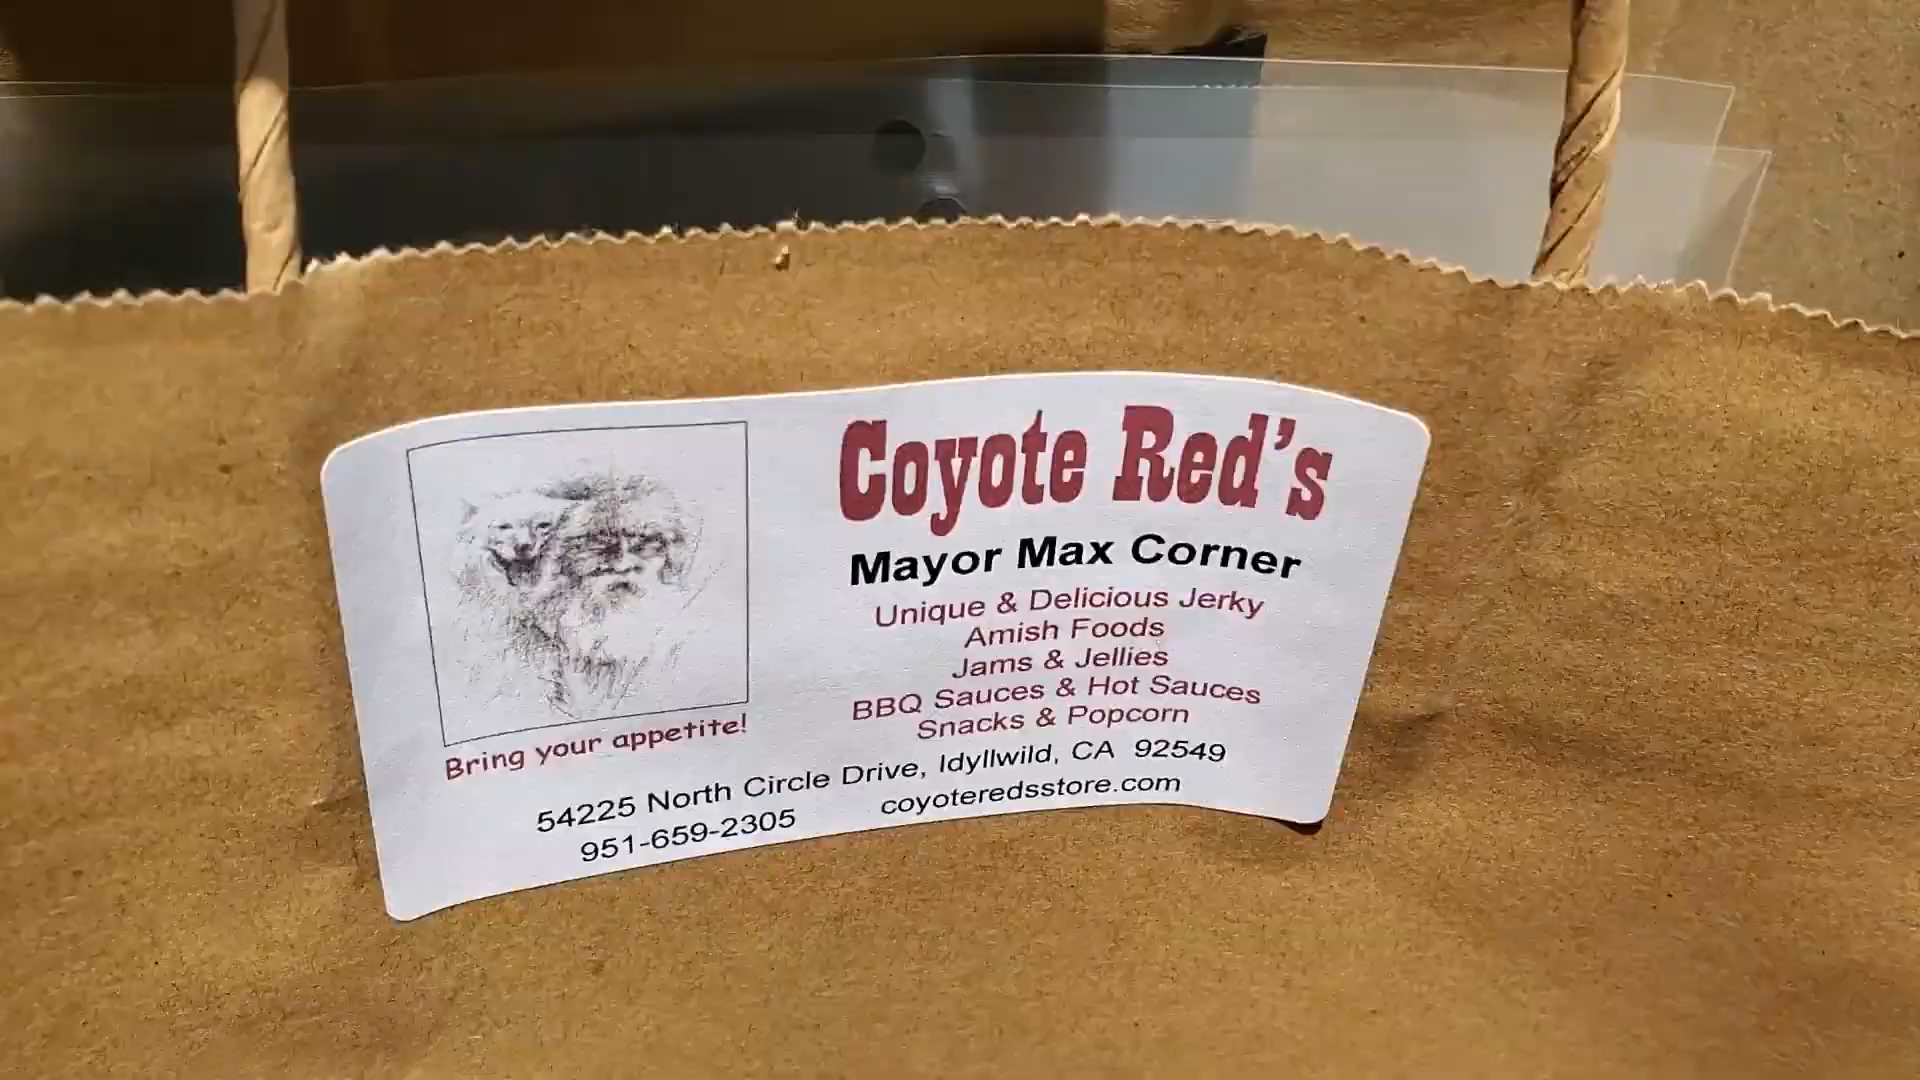 Coyote Red's
Mayor Max Corner
Unique & Delicious Jerky
Amish Foods
Jams & Jellies
BBQ Sauces & Hot Sauces
Snacks & Popcorn
Bring your appetite!
54225 North Circle Drive, Idyllwild, CA 92549
951-659-2305 coyoteredsstore.com